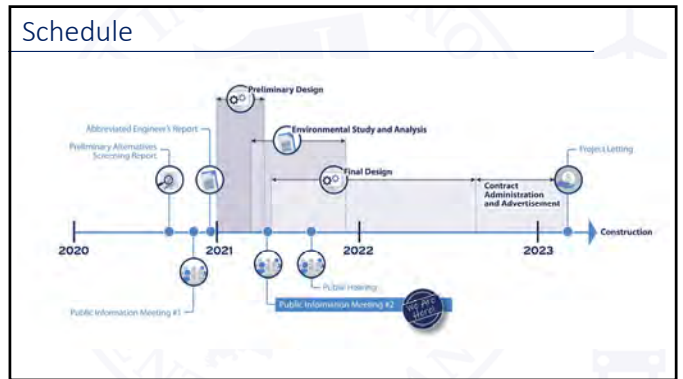 Schedule
Preliminary Design
Abbreviated Engineer's Report
Environmental Study and Analysis
Preliminary Alternatives
Screening Report
Project Letting
Final Design
Contract
Administration
and Advertisement
2020
2021
2022
2023
Construction
Public Hearing
Public Information Meeting #2
We Are
Here!
Public Information Meeting #1